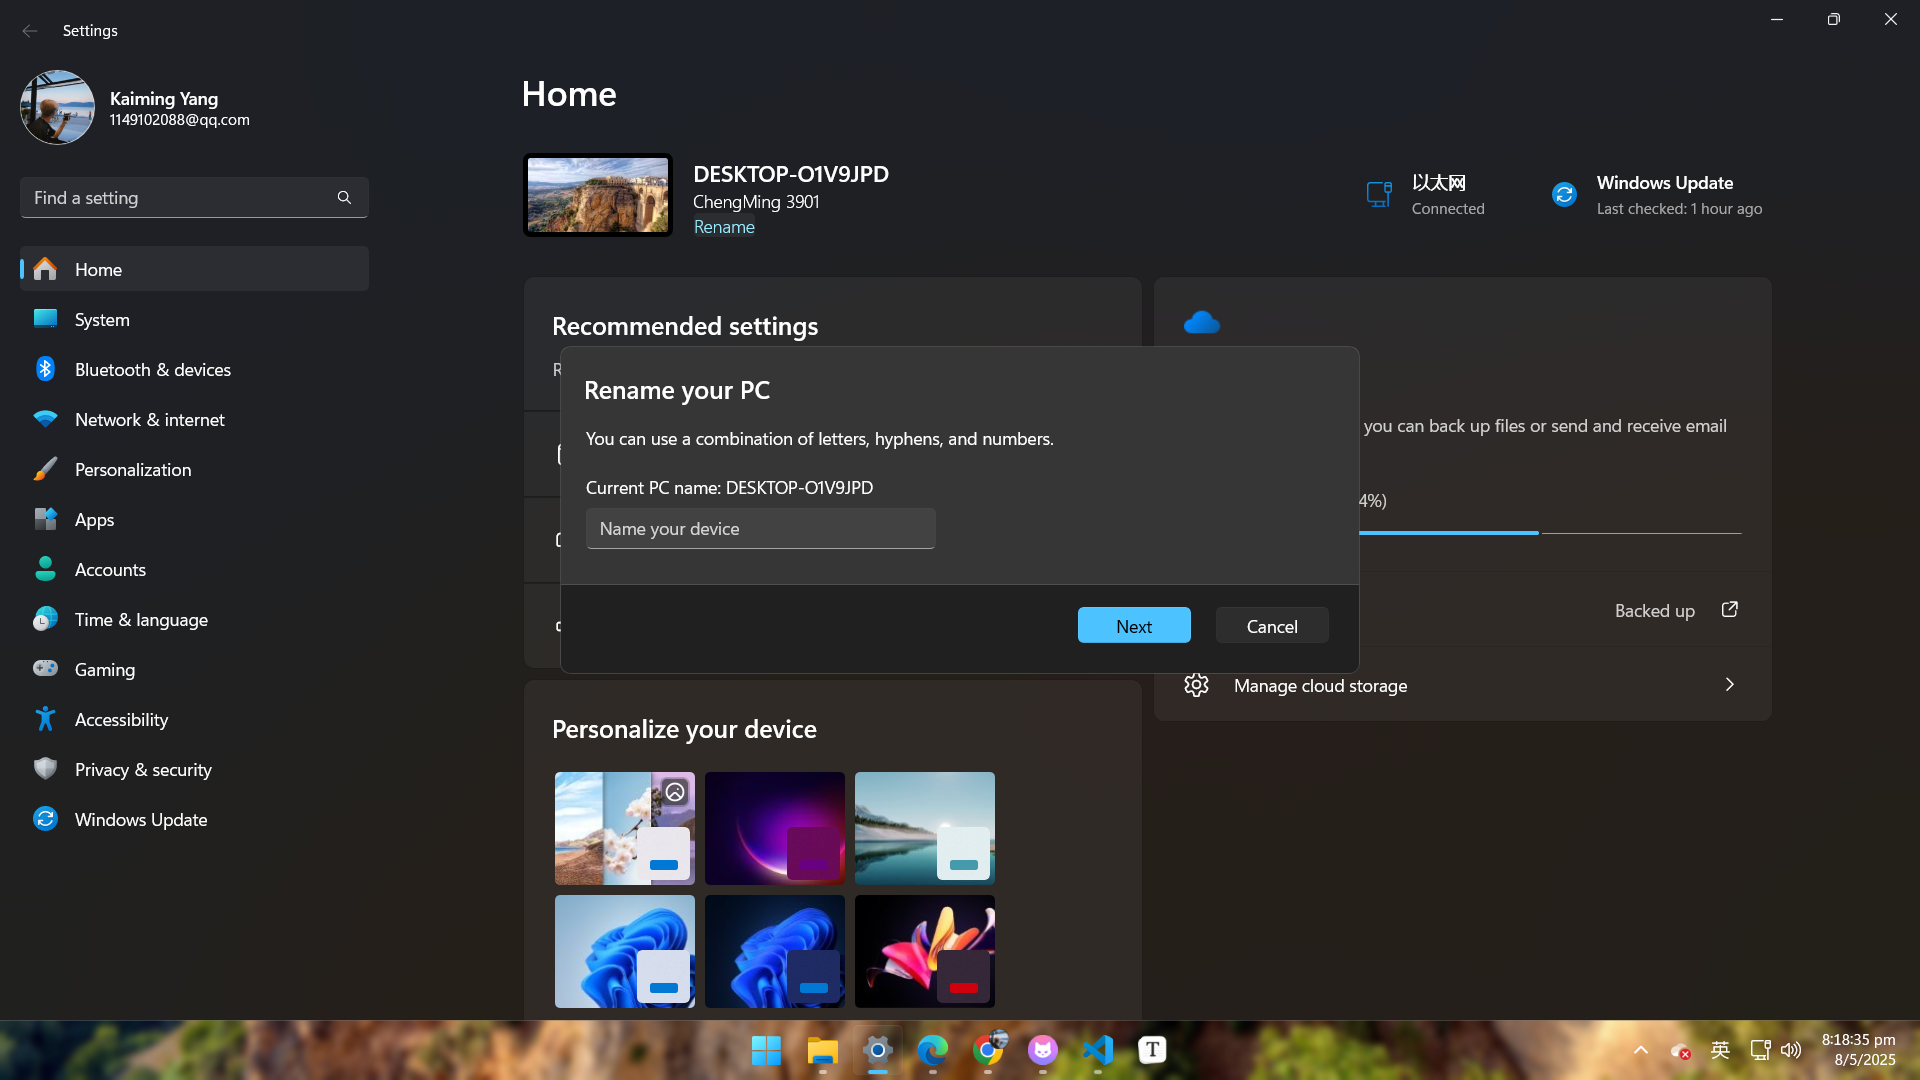 Settings
Kaiming Yang
1149102088@qq.com
Find a setting
Home
System
Bluetooth & devices
Network & internet
Personalization
Apps
Accounts
Time & language
Gaming
Accessibility
Privacy & security
Windows Update
Home
DESKTOP-O1V9JPD
ChengMing 3901
Rename
以太网
Connected
Windows Update
Last checked: 1 hour ago
Recommended settings
R
Rename your PC
You can use a combination of letters, hyphens, and numbers.
Current PC name: DESKTOP-O1V9JPD
Name your device
Next
Cancel
you can back up files or send and receive email
4%)
Backed up
Manage cloud storage
Personalize your device
T
英
8:18:35 pm
8/5/2025